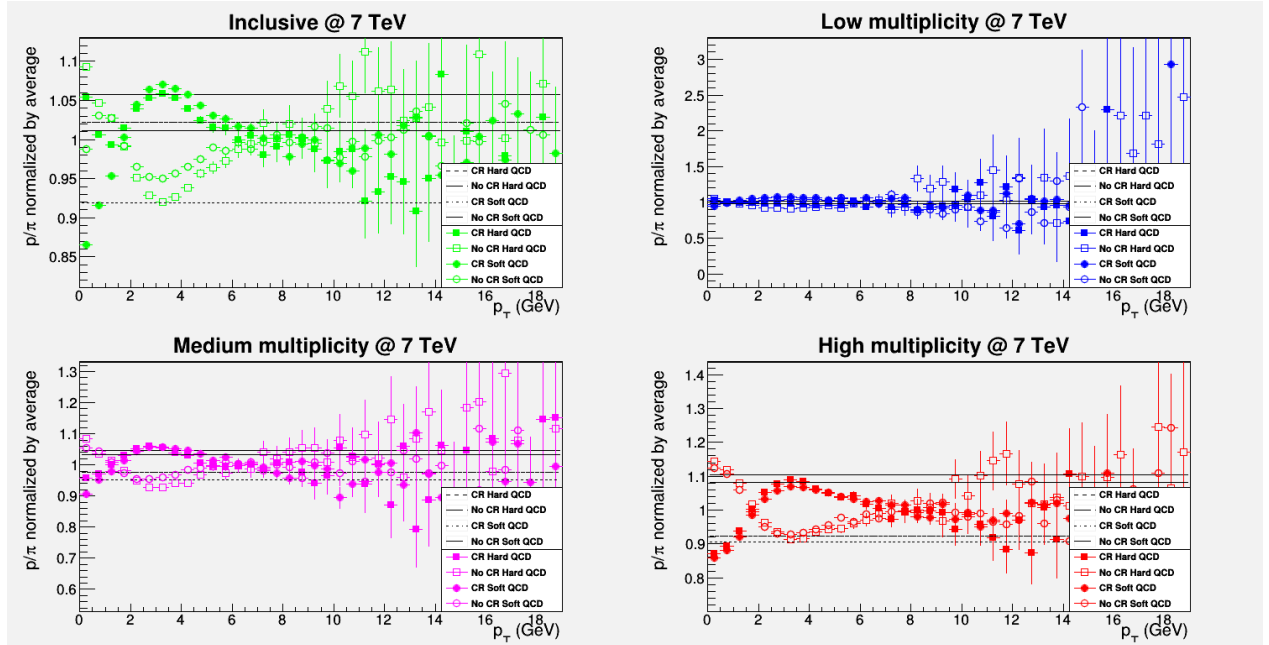 Inclusive @ 7 TeV
p/π normalized by average
1.1
1.05
1
0.95
0.9
0.85
0 2 4 6 8 10 12 14 16 18
p_T (GeV)
CR Hard QCD
No CR Hard QCD
CR Soft QCD
No CR Soft QCD
CR Hard QCD
No CR Hard QCD
CR Soft QCD
No CR Soft QCD
Low multiplicity @ 7 TeV
p/π normalized by average
3
2.5
2
1.5
1
0.5
0
0 2 4 6 8 10 12 14 16 18
p_T (GeV)
CR Hard QCD
No CR Hard QCD
CR Soft QCD
No CR Soft QCD
CR Hard QCD
No CR Hard QCD
CR Soft QCD
No CR Soft QCD
Medium multiplicity @ 7 TeV
p/π normalized by average
1.3
1.2
1.1
1
0.9
0.8
0.7
0.6
0 2 4 6 8 10 12 14 16 18
p_T (GeV)
CR Hard QCD
No CR Hard QCD
CR Soft QCD
No CR Soft QCD
CR Hard QCD
No CR Hard QCD
CR Soft QCD
No CR Soft QCD
High multiplicity @ 7 TeV
p/π normalized by average
1.4
1.3
1.2
1.1
1
0.9
0.8
0 2 4 6 8 10 12 14 16 18
p_T (GeV)
CR Hard QCD
No CR Hard QCD
CR Soft QCD
No CR Soft QCD
CR Hard QCD
No CR Hard QCD
CR Soft QCD
No CR Soft QCD